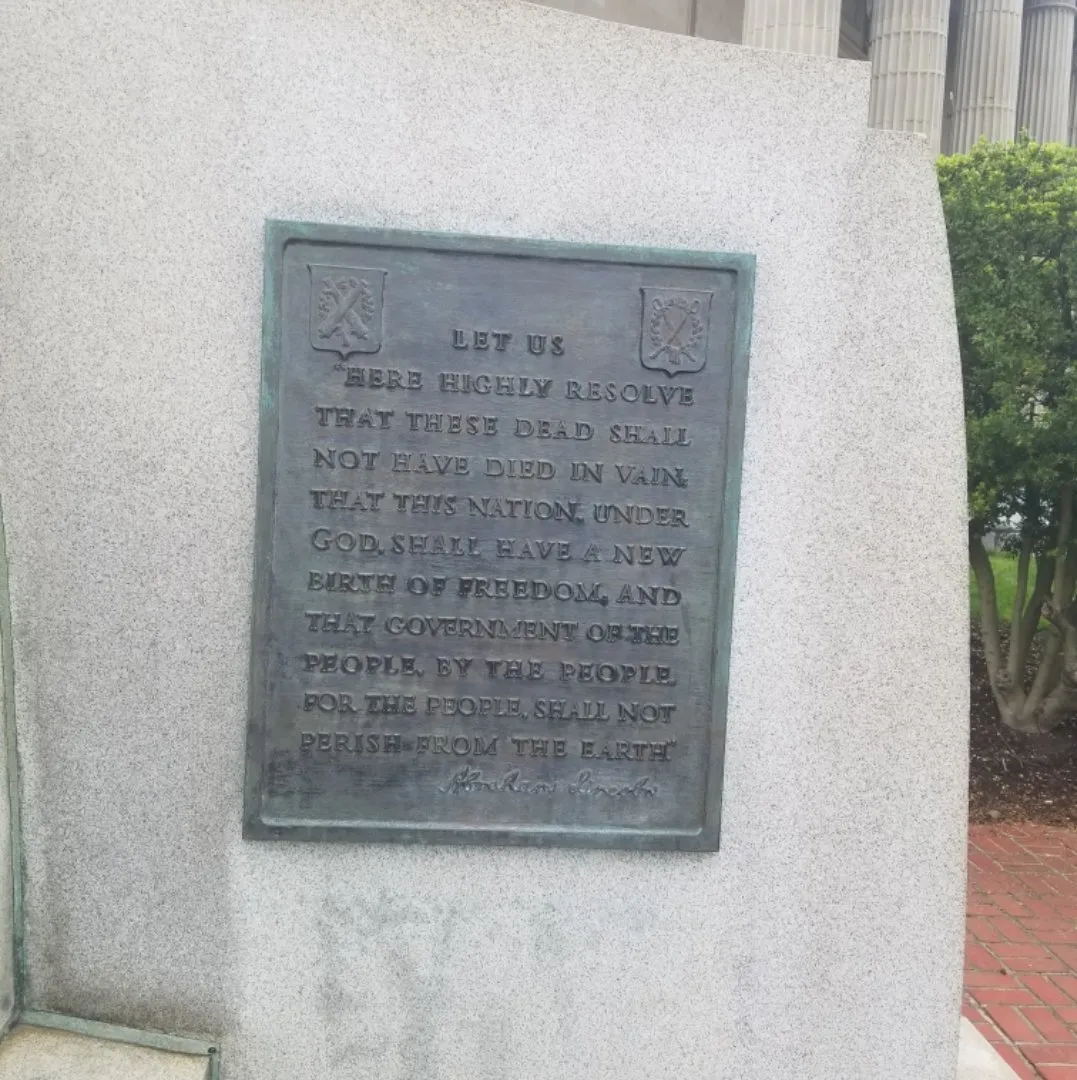 LET US
"HERE HIGHLY RESOLVE
THAT THESE DEAD SHALL
NOT HAVE DIED IN VAIN,
THAT THIS NATION, UNDER
GOD, SHALL HAVE A NEW
BIRTH OF FREEDOM, AND
THAT GOVERNMENT OF THE
PEOPLE, BY THE PEOPLE,
FOR THE PEOPLE, SHALL NOT
PERISH FROM THE EARTH"
Abraham Lincoln